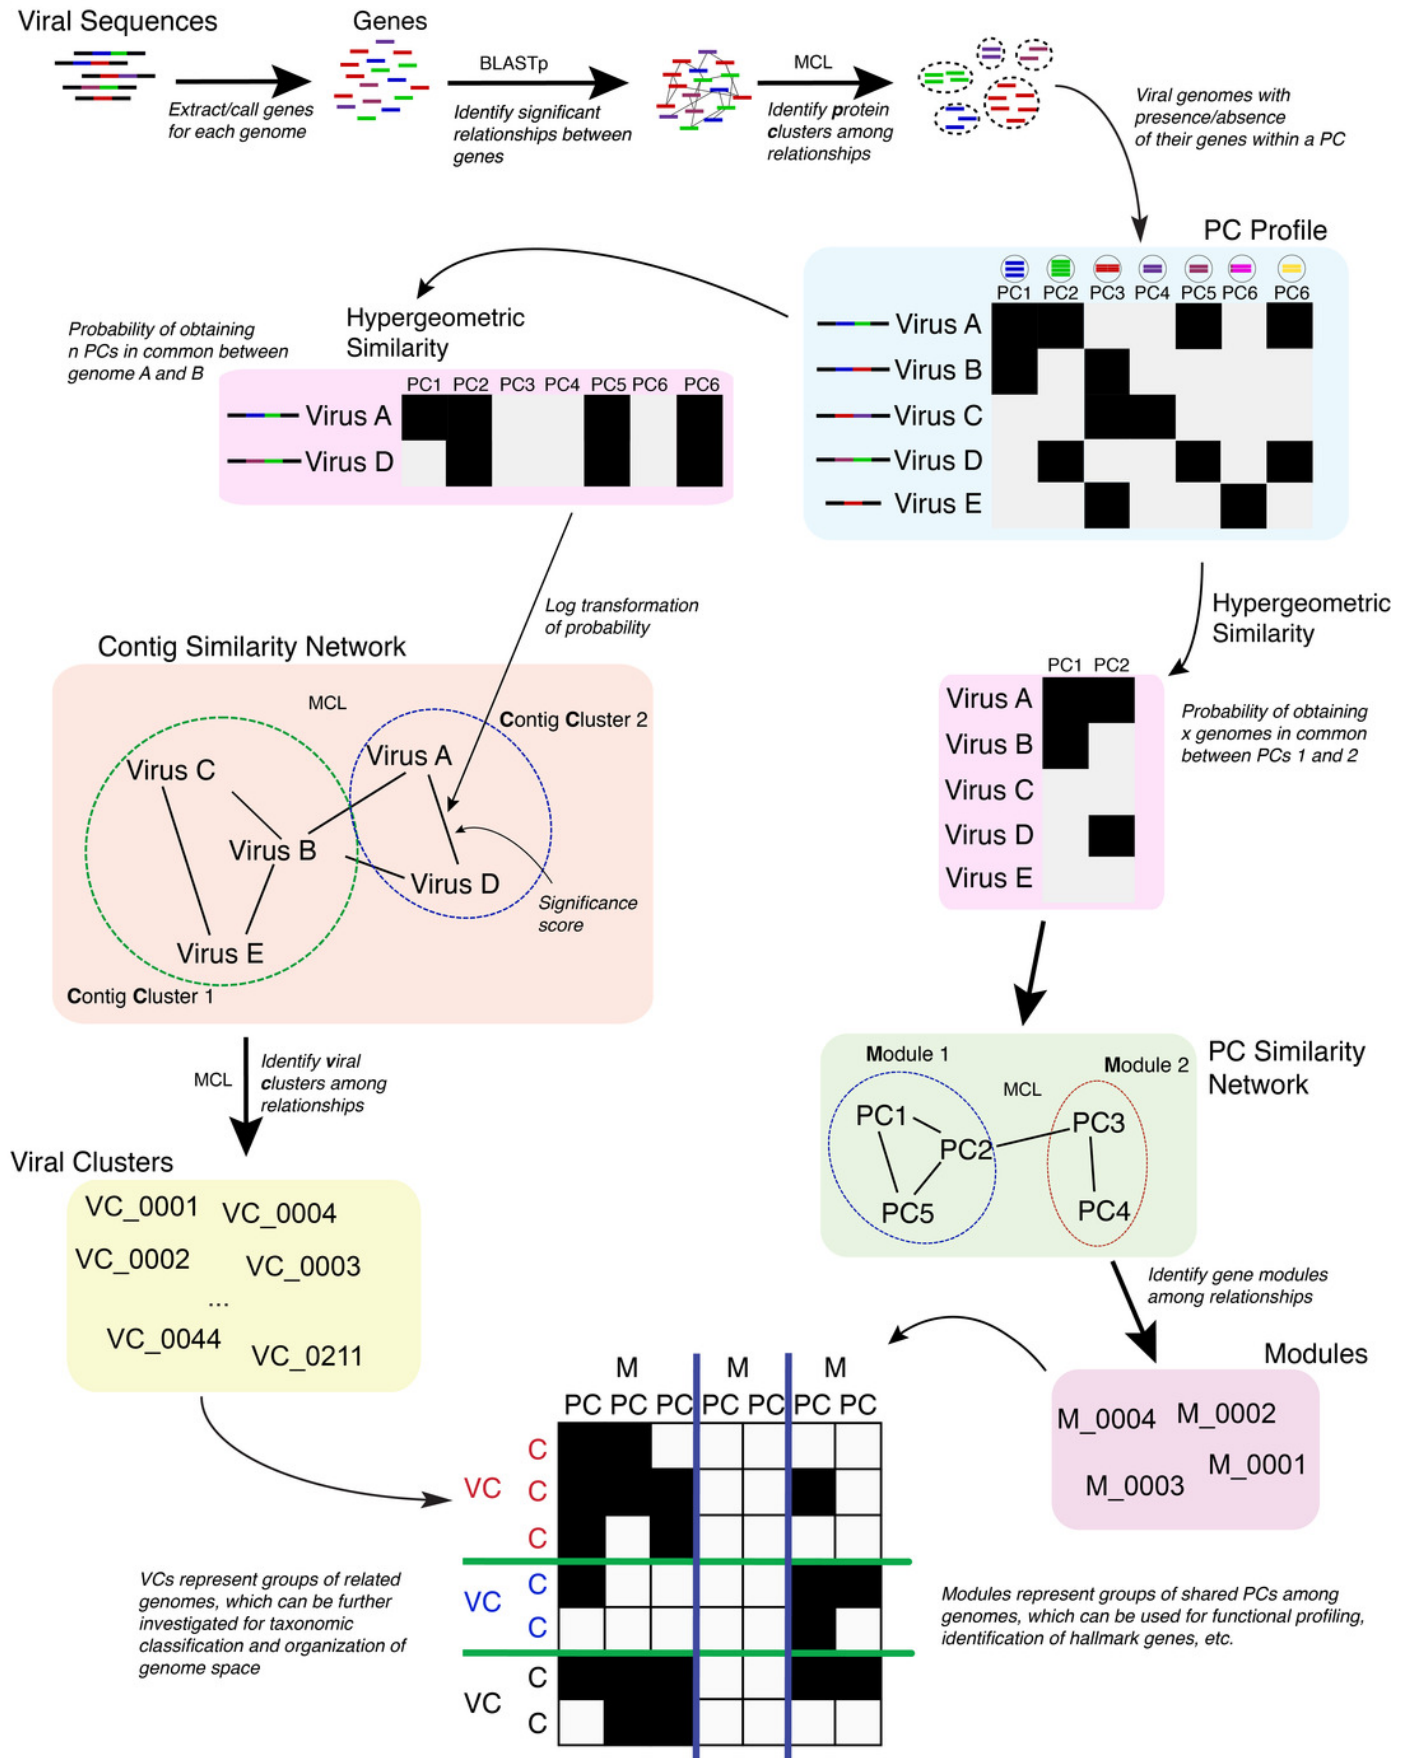 Viral Sequences
Genes
BLASTp
MCL
Extract/call genes
for each genome
Identify significant
relationships between
genes
Identify protein
clusters among
relationships
Viral genomes with
presence/absence
of their genes within a PC
PC Profile
PC1 PC2 PC3 PC4 PC5 PC6 PC6
Virus A
Virus B
Virus C
Virus D
Virus E
Probability of obtaining
n PCs in common between
genome A and B
Hypergeometric
Similarity
PC1 PC2 PC3 PC4 PC5 PC6 PC6
Virus A
Virus D
Log transformation
of probability
Hypergeometric
Similarity
PC1 PC2
Virus A
Virus B
Virus C
Virus D
Virus E
Probability of obtaining
x genomes in common
between PCs 1 and 2
Contig Similarity Network
MCL
Contig Cluster 2
Virus A
Virus C
Virus B
Virus D
Significance
score
Virus E
Contig Cluster 1
MCL
Identify viral
clusters among
relationships
Module 1
Module 2
MCL
PC Similarity
Network
PC1
PC2
PC3
PC5
PC4
Identify gene modules
among relationships
Viral Clusters
VC_0001 VC_0004
VC_0002 VC_0003
...
VC_0044 VC_0211
Modules
M_0004 M_0002
M_0001
M_0003
M M M
PC PC PC PC PC PC PC
C
VC C
C
C
VC
C
C
VC
C
VCs represent groups of related
genomes, which can be further
investigated for taxonomic
classification and organization of
genome space
Modules represent groups of shared PCs among
genomes, which can be used for functional profiling,
identification of hallmark genes, etc.